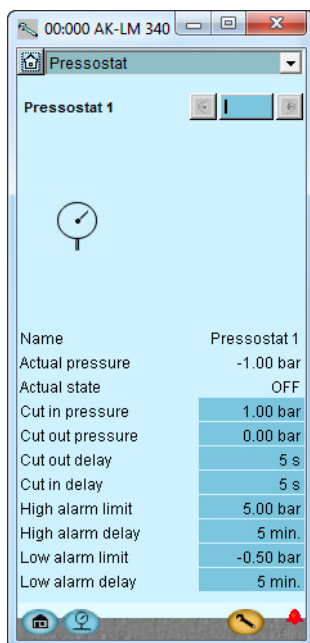 00:000 AK-LM 340
Pressostat
Pressostat 1
Name Pressostat 1
Actual pressure -1.00 bar
Actual state OFF
Cut in pressure 1.00 bar
Cut out pressure 0.00 bar
Cut out delay 5 s
Cut in delay 5 s
High alarm limit 5.00 bar
High alarm delay 5 min.
Low alarm limit -0.50 bar
Low alarm delay 5 min.